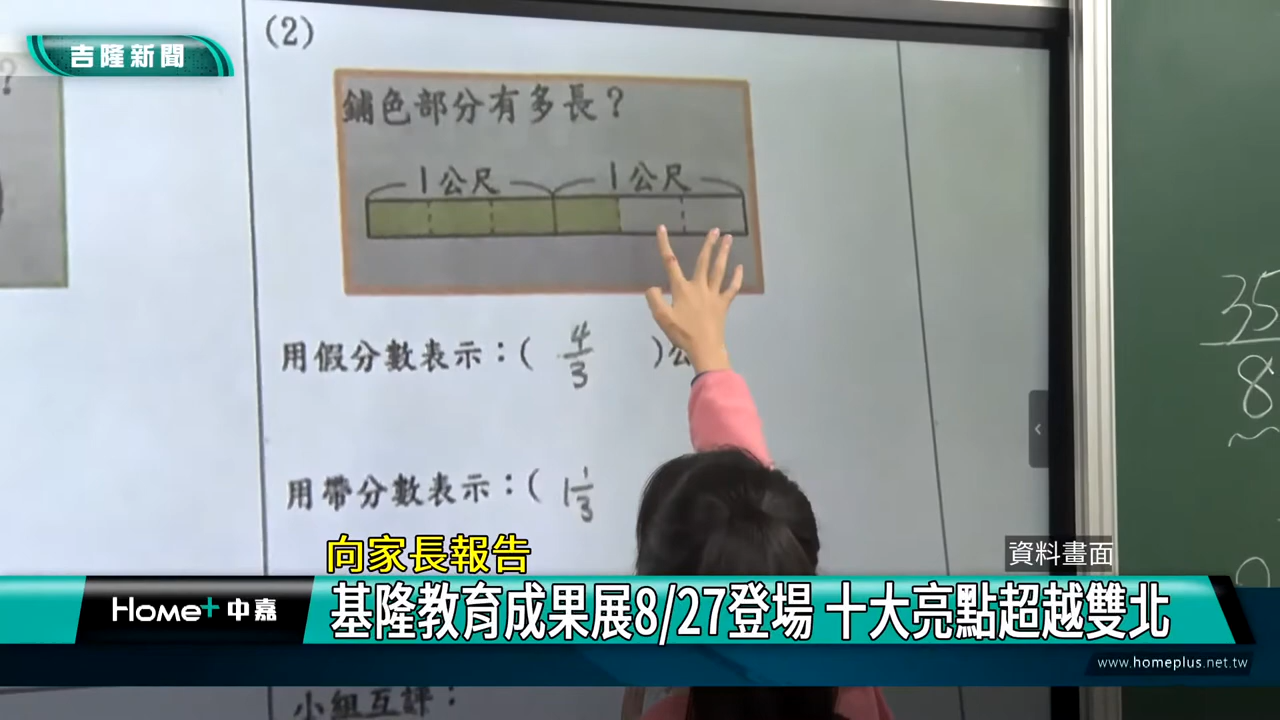 吉隆新聞
?
(2)
鋪色部分有多長?
1公尺 1公尺
用假分數表示:( 4/3 )公
用帶分數表示:( 1 1/3
35
8
向家長報告
資料畫面
Home+中嘉
基隆教育成果展8/27登場 十大亮點超越雙北
www.homeplus.net.tw
小組互評: